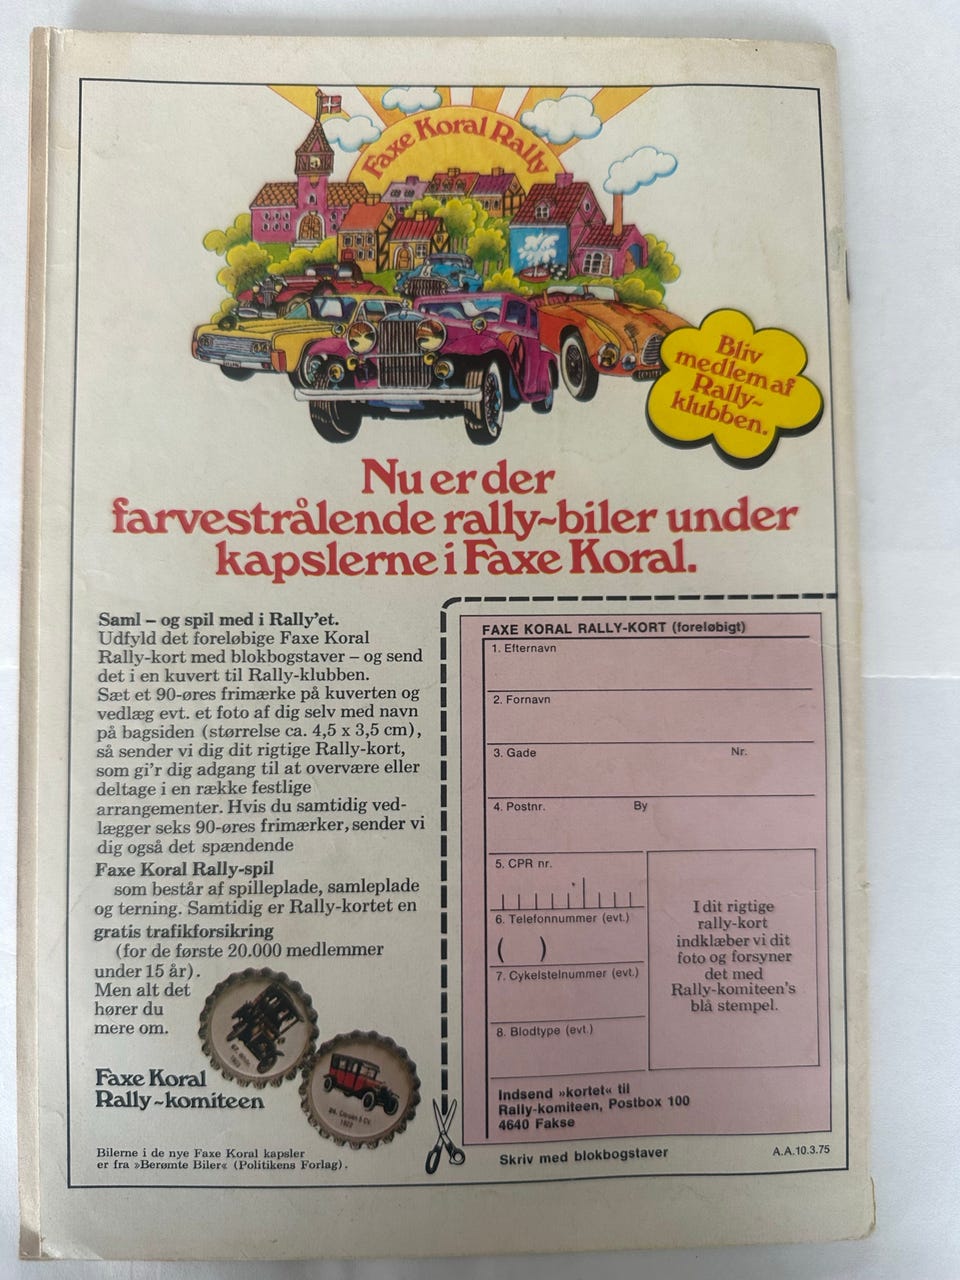 Faxe Koral Rally
Bliv
medlem af
Rally-
klubben.
Nu er der
farvestrålende rally-biler under
kapslerne i Faxe Koral.
Saml – og spil med i Rally'et.
Udfyld det foreløbige Faxe Koral
Rally-kort med blokbogstaver – og send
det i en kuvert til Rally-klubben.
Sæt et 90-øres frimærke på kuverten og
vedlæg evt. et foto af dig selv med navn
på bagsiden (størrelse ca. 4,5 x 3,5 cm),
så sender vi dig dit rigtige Rally-kort,
som gi'r dig adgang til at overvære eller
deltage i en række festlige
arrangementer. Hvis du samtidig ved-
lægger seks 90-øres frimærker, sender vi
dig også det spændende
Faxe Koral Rally-spil
som består af spilleplade, samleplade
og terning. Samtidig er Rally-kortet en
gratis trafikforsikring
(for de første 20.000 medlemmer
under 15 år).
Men alt det
hører du
mere om.
Faxe Koral
Rally-komiteen
24. Citroën 5 CV.
1922
Bilerne i de nye Faxe Koral kapsler
er fra »Berømte Biler« (Politikens Forlag).
FAXE KORAL RALLY-KORT (foreløbigt)
1. Efternavn
2. Fornavn
3. Gade Nr.
4. Postnr. By
5. CPR nr.
6. Telefonnummer (evt.)
( )
7. Cykelstelnummer (evt.)
8. Blodtype (evt.)
I dit rigtige
rally-kort
indklæber vi dit
foto og forsyner
det med
Rally-komiteen's
blå stempel.
Indsend »kortet« til
Rally-komiteen, Postbox 100
4640 Fakse
Skriv med blokbogstaver
A.A.10.3.75